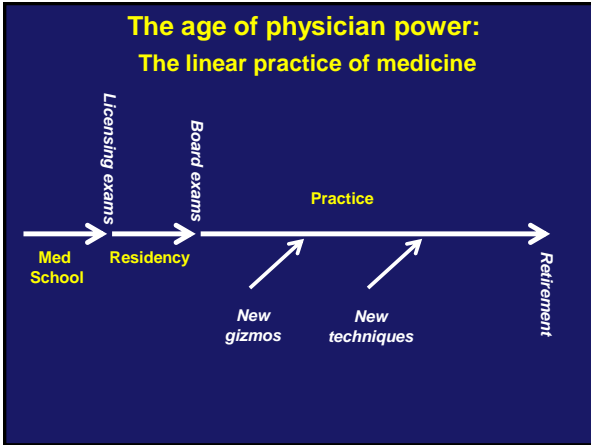 The age of physician power:
The linear practice of medicine
Licensing exams
Board exams
Practice
Med
School
Residency
New
gizmos
New
techniques
Retirement